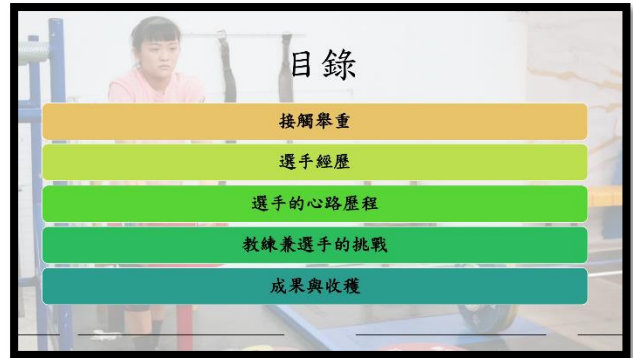 目錄
接觸舉重
選手經歷
選手的心路歷程
教練兼選手的挑戰
成果與收穫